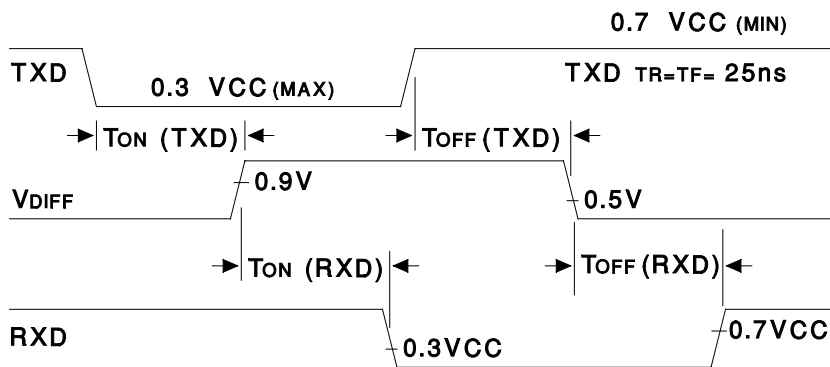 0.7 VCC (MIN)
TXD
0.3 VCC (MAX)
TXD TR=TF= 25ns
TON (TXD)
TOFF (TXD)
0.9V
VDIFF
0.5V
TON (RXD)
TOFF (RXD)
RXD
0.3VCC
0.7VCC